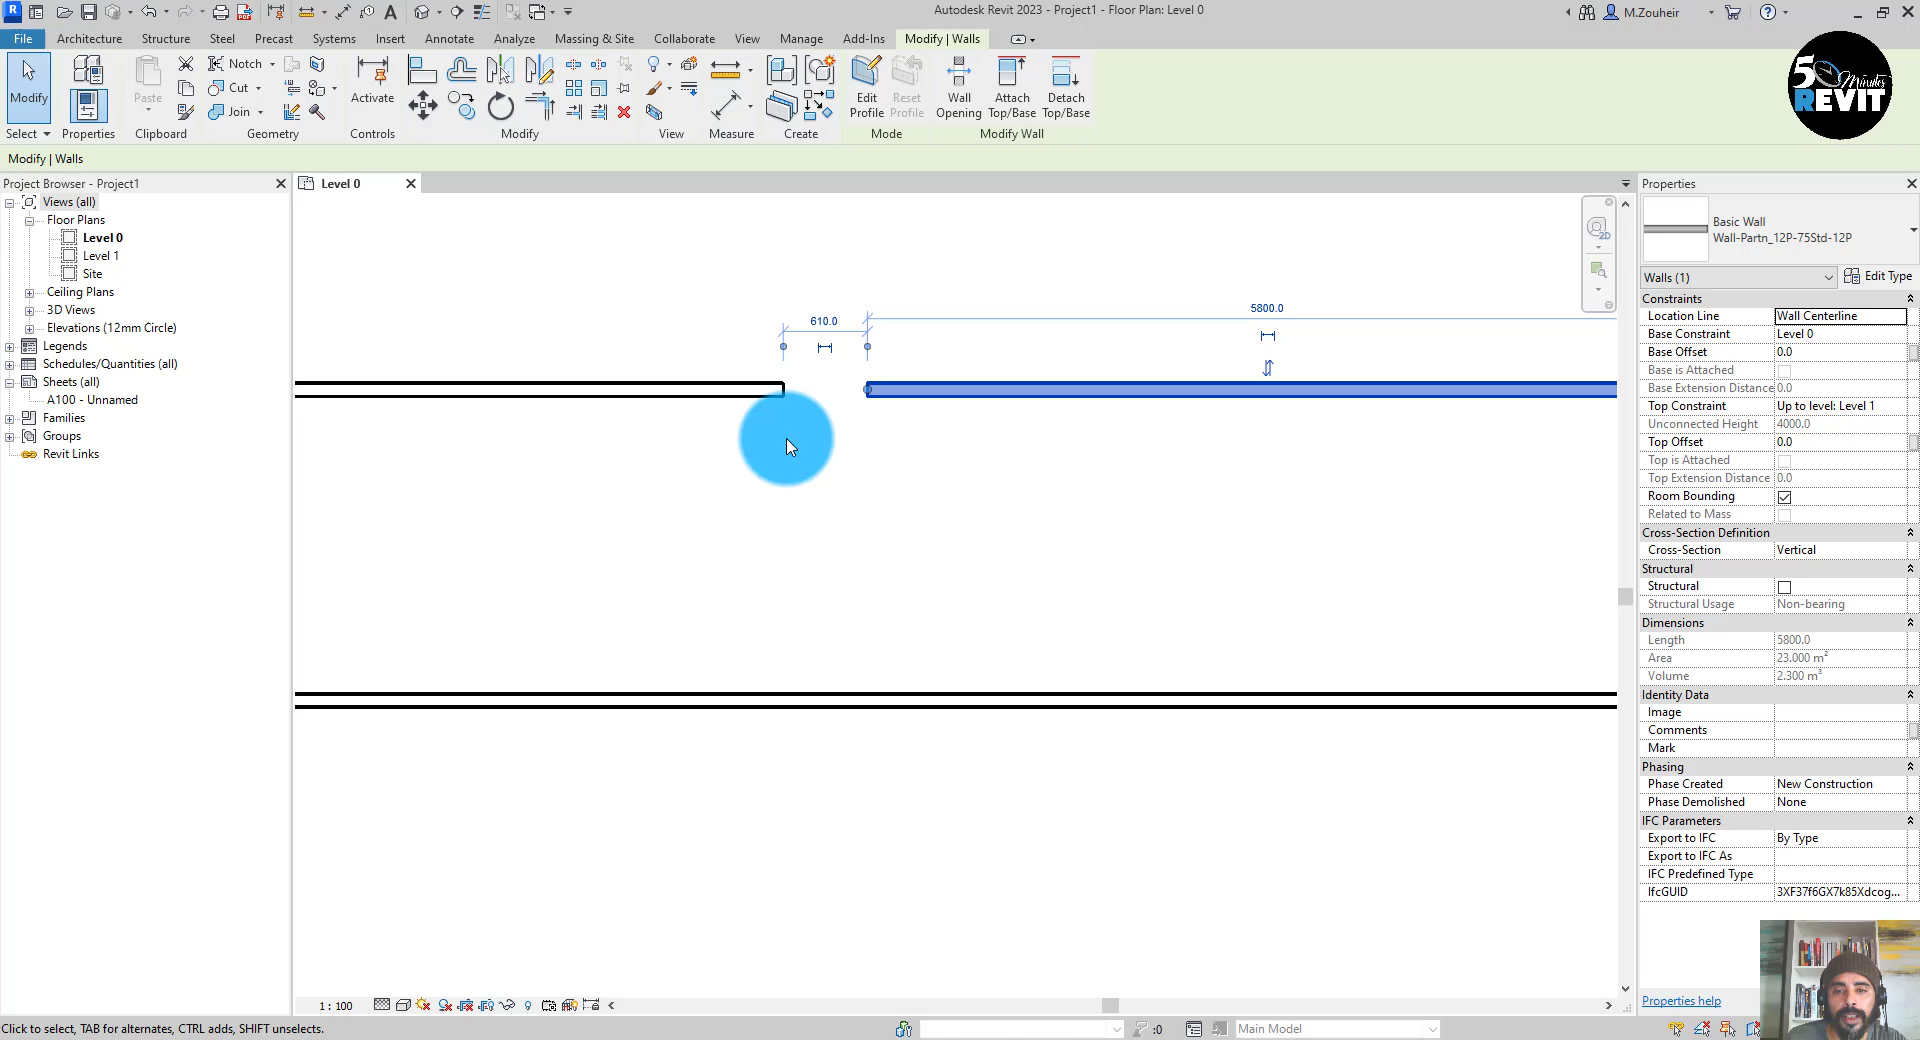 Autodesk Revit 2023 - Project1 - Floor Plan: Level 0
M.Zouheir
File Architecture Structure Steel Precast Systems Insert Annotate Analyze Massing & Site Collaborate View Manage Add-Ins Modify | Walls
Modify Paste Notch Cut Join Activate Edit Profile Reset Profile Wall Opening Attach Top/Base Detach Top/Base
Select Properties Clipboard Geometry Controls Modify View Measure Create Mode Modify Wall
5 Minutes
REVIT
Modify | Walls
Project Browser - Project1
Views (all)
Floor Plans
Level 0
Level 1
Site
Ceiling Plans
3D Views
Elevations (12mm Circle)
Legends
Schedules/Quantities (all)
Sheets (all)
A100 - Unnamed
Families
Groups
Revit Links
Level 0
2D
610.0
5800.0
Properties
Basic Wall
Wall-Partn_12P-75Std-12P
Walls (1) Edit Type
Constraints
Location Line Wall Centerline
Base Constraint Level 0
Base Offset 0.0
Base is Attached
Base Extension Distance 0.0
Top Constraint Up to level: Level 1
Unconnected Height 4000.0
Top Offset 0.0
Top is Attached
Top Extension Distance 0.0
Room Bounding
Related to Mass
Cross-Section Definition
Cross-Section Vertical
Structural
Structural
Structural Usage Non-bearing
Dimensions
Length 5800.0
Area 23.000 m²
Volume 2.300 m³
Identity Data
Image
Comments
Mark
Phasing
Phase Created New Construction
Phase Demolished None
IFC Parameters
Export to IFC By Type
Export to IFC As
IFC Predefined Type
IfcGUID 3XF37f6GX7k85Xdcog...
Properties help
1 : 100
Click to select, TAB for alternates, CTRL adds, SHIFT unselects.
:0
Main Model